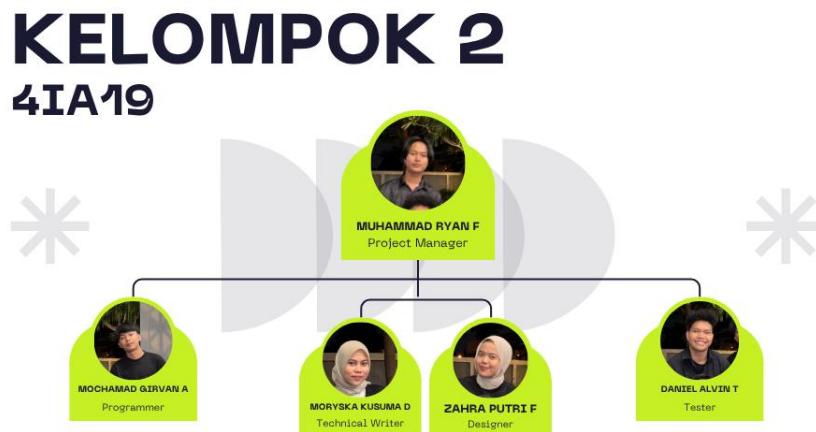 KELOMPOK 2
4IA19
MUHAMMAD RYAN F
Project Manager
MOCHAMAD GIRVAN A
Programmer
MORYSKA KUSUMA D
Technical Writer
ZAHRA PUTRI F
Designer
DANIEL ALVIN T
Tester